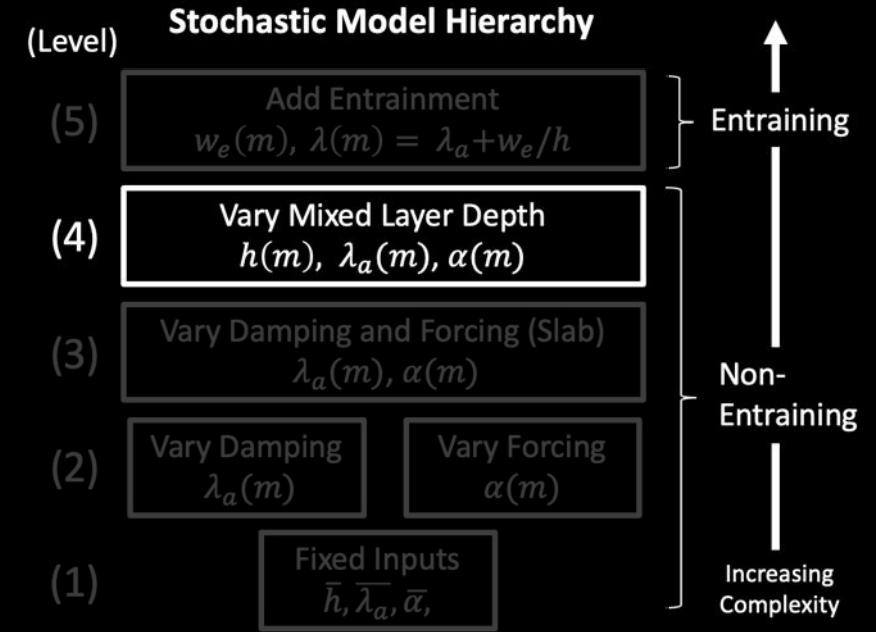 Stochastic Model Hierarchy
(Level)
(5)
Add Entrainment
wₑ(m), λ(m) = λₐ+wₑ/h
Entraining
(4)
Vary Mixed Layer Depth
h(m), λₐ(m), α(m)
(3)
Vary Damping and Forcing (Slab)
λₐ(m), α(m)
Non-
Entraining
(2)
Vary Damping
λₐ(m)
Vary Forcing
α(m)
(1)
Fixed Inputs
h̅, λₐ̅, α̅,
Increasing
Complexity